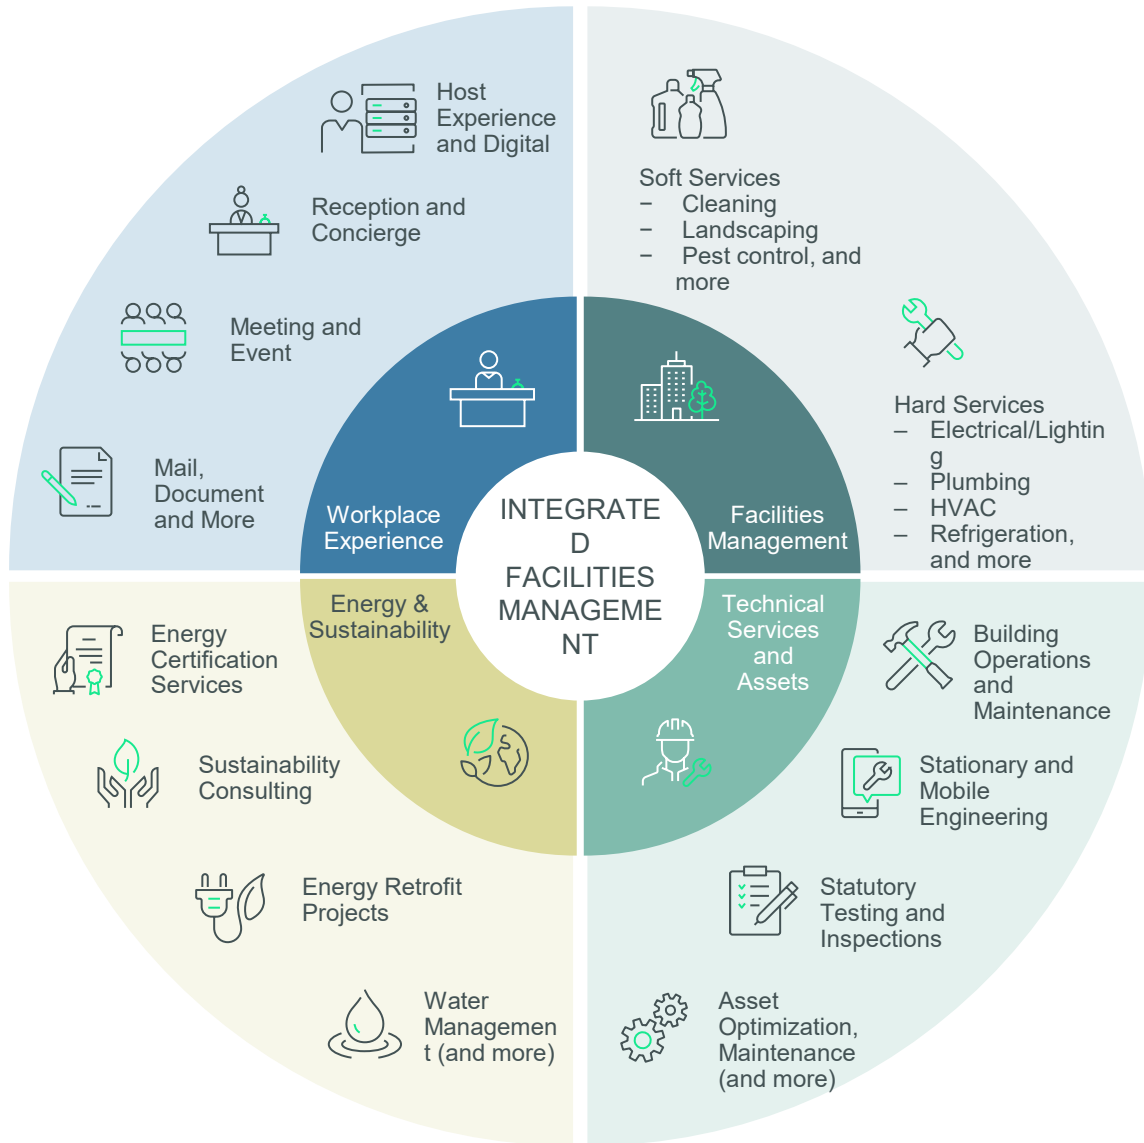 Host
Experience
and Digital
Reception and
Concierge
Meeting and
Event
Mail,
Document
and More
Soft Services
– Cleaning
– Landscaping
– Pest control, and
more
Hard Services
– Electrical/Lightin
g
– Plumbing
– HVAC
– Refrigeration,
and more
Workplace
Experience
Facilities
Management
INTEGRATE
D
FACILITIES
MANAGEME
NT
Energy &
Sustainability
Technical
Services
and
Assets
Energy
Certification
Services
Sustainability
Consulting
Energy Retrofit
Projects
Water
Managemen
t (and more)
Building
Operations
and
Maintenance
Stationary and
Mobile
Engineering
Statutory
Testing and
Inspections
Asset
Optimization,
Maintenance
(and more)